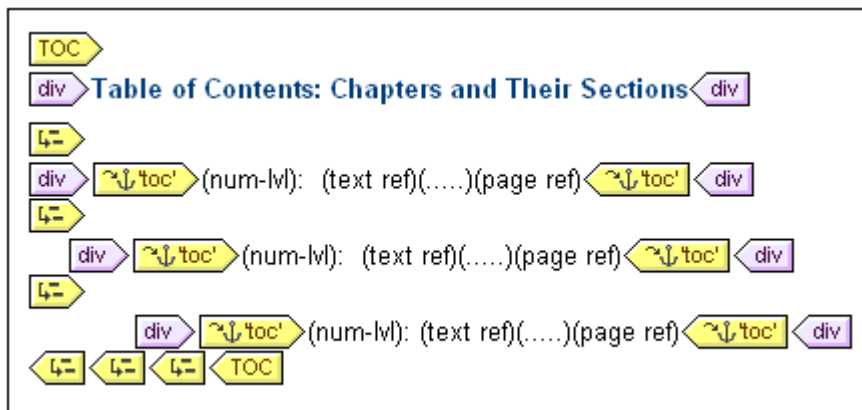 TOC
div Table of Contents: Chapters and Their Sections div
div 'toc' (num-lvl): (text ref)(.....)(page ref) 'toc' div
div 'toc' (num-lvl): (text ref)(.....)(page ref) 'toc' div
div 'toc' (num-lvl): (text ref)(.....)(page ref) 'toc' div
TOC